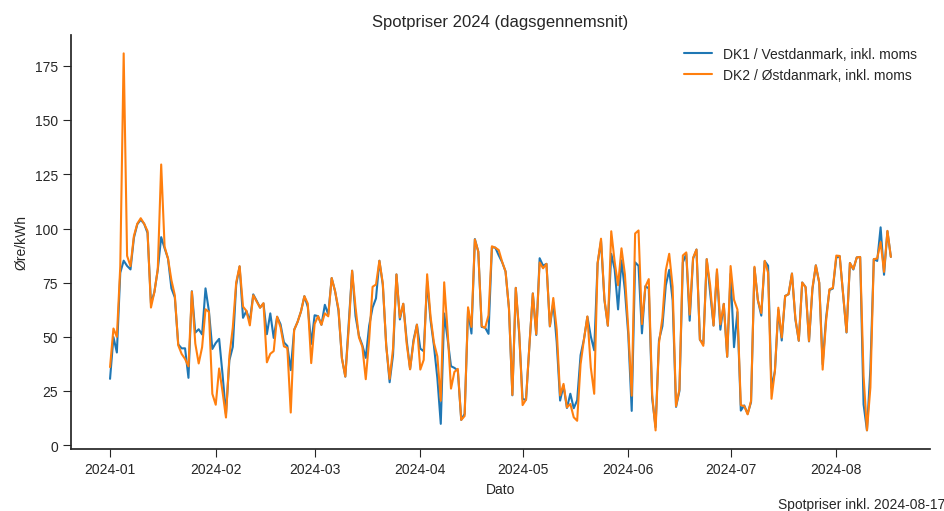 Spotpriser 2024 (dagsgennemsnit)
DK1 / Vestdanmark, inkl. moms
DK2 / Østdanmark, inkl. moms
Øre/kWh
175
150
125
100
75
50
25
0
2024-01
2024-02
2024-03
2024-04
2024-05
2024-06
2024-07
2024-08
Dato
Spotpriser inkl. 2024-08-17